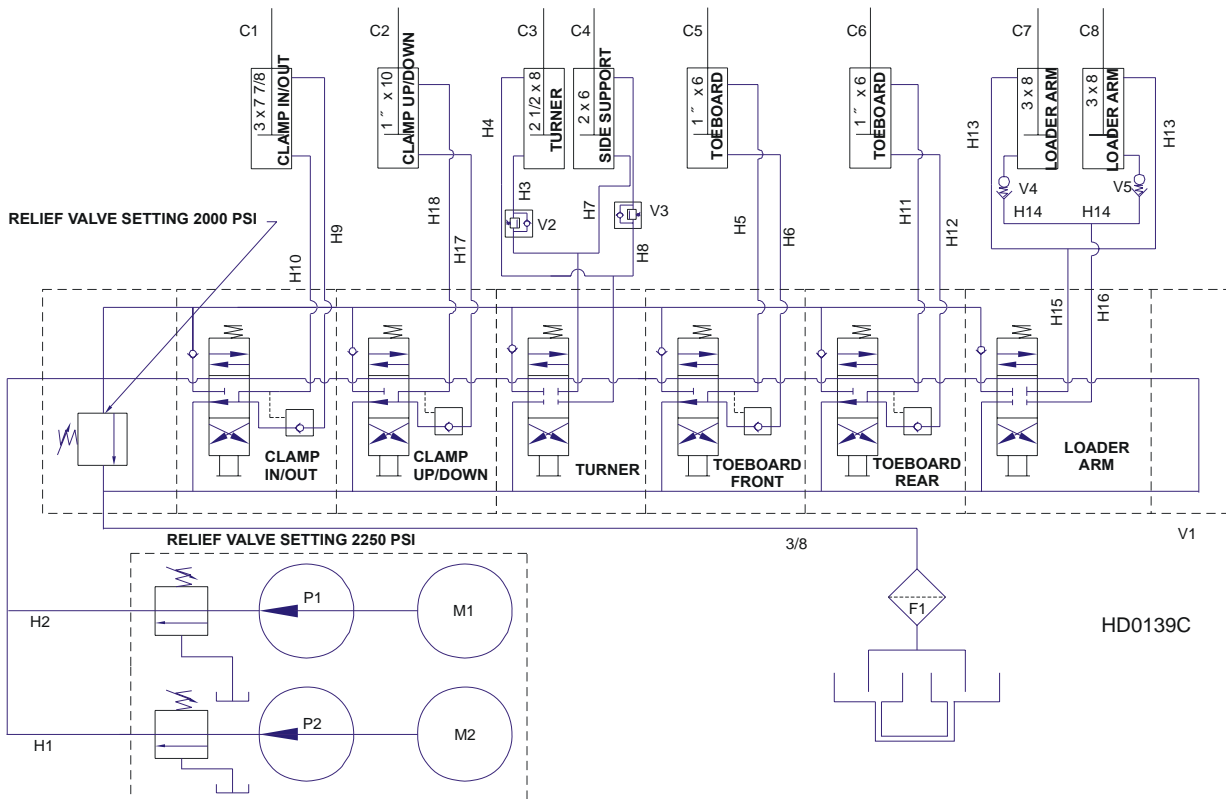 C1
C2
C3
C4
C5
C6
C7
C8
3 x 7 7/8
CLAMP IN/OUT
1 ″ x 10
CLAMP UP/DOWN
2 1/2 x 8
TURNER
2 x 6
SIDE SUPPORT
1 ″ x 6
TOEBOARD
1 ″ x 6
TOEBOARD
3 x 8
LOADER ARM
3 x 8
LOADER ARM
H4
H13
H13
H3
V4
V5
RELIEF VALVE SETTING 2000 PSI
H10
H9
H18
H17
V2
H7
V3
H8
H5
H6
H11
H12
H14
H14
H15
H16
CLAMP
IN/OUT
CLAMP
UP/DOWN
TURNER
TOEBOARD
FRONT
TOEBOARD
REAR
LOADER
ARM
RELIEF VALVE SETTING 2250 PSI
3/8
V1
P1
M1
F1
H2
HD0139C
P2
M2
H1